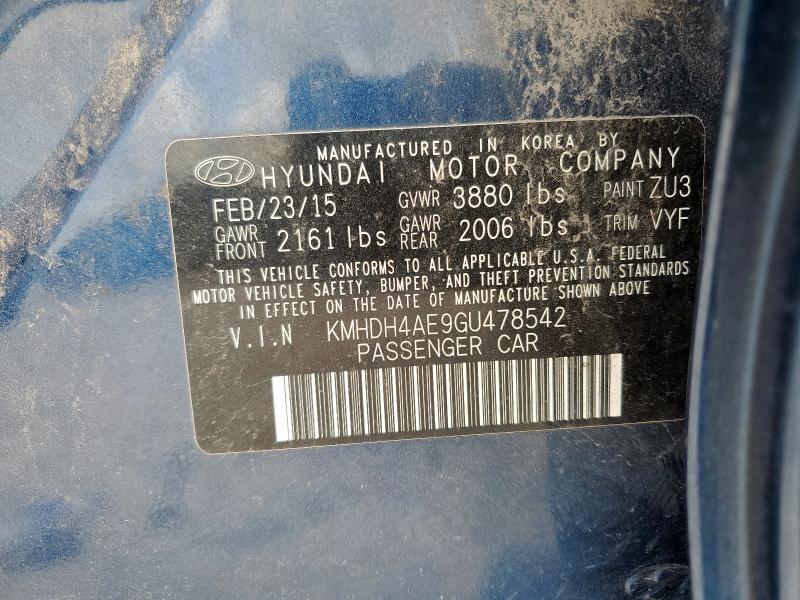 MANUFACTURED IN KOREA BY
HYUNDAI MOTOR COMPANY
FEB/23/15 GVWR 3880 lbs PAINT ZU3
GAWR FRONT 2161 lbs GAWR REAR 2006 lbs TRIM VYF
THIS VEHICLE CONFORMS TO ALL APPLICABLE U.S.A. FEDERAL
MOTOR VEHICLE SAFETY, BUMPER, AND THEFT PREVENTION STANDARDS
IN EFFECT ON THE DATE OF MANUFACTURE SHOWN ABOVE
V.I.N KMHDH4AE9GU478542
PASSENGER CAR